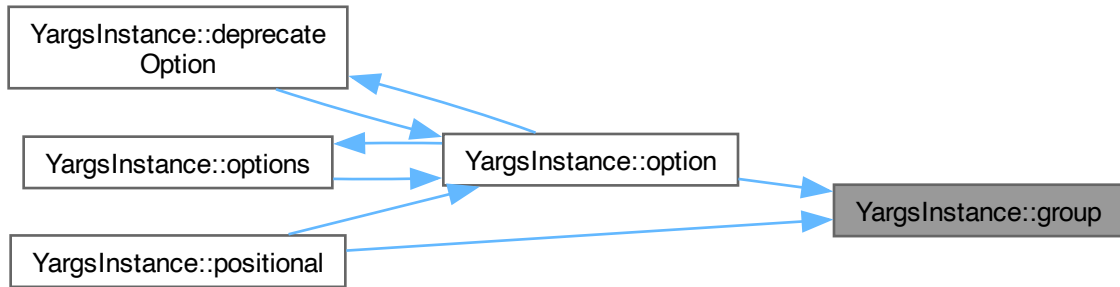 YargsInstance::deprecate
Option
YargsInstance::options
YargsInstance::option
YargsInstance::group
YargsInstance::positional